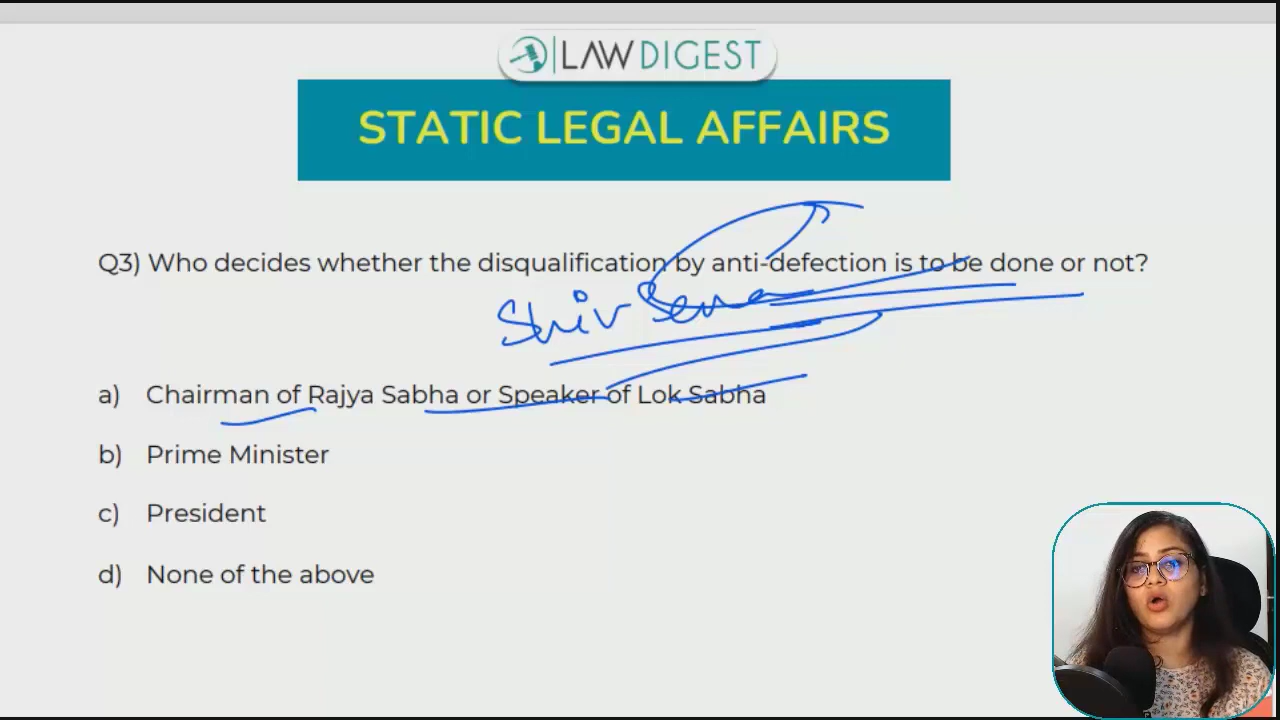 LAWDIGEST
STATIC LEGAL AFFAIRS
Q3) Who decides whether the disqualification by anti-defection is to be done or not?
Shiv Sena
a) Chairman of Rajya Sabha or Speaker of Lok Sabha
b) Prime Minister
c) President
d) None of the above